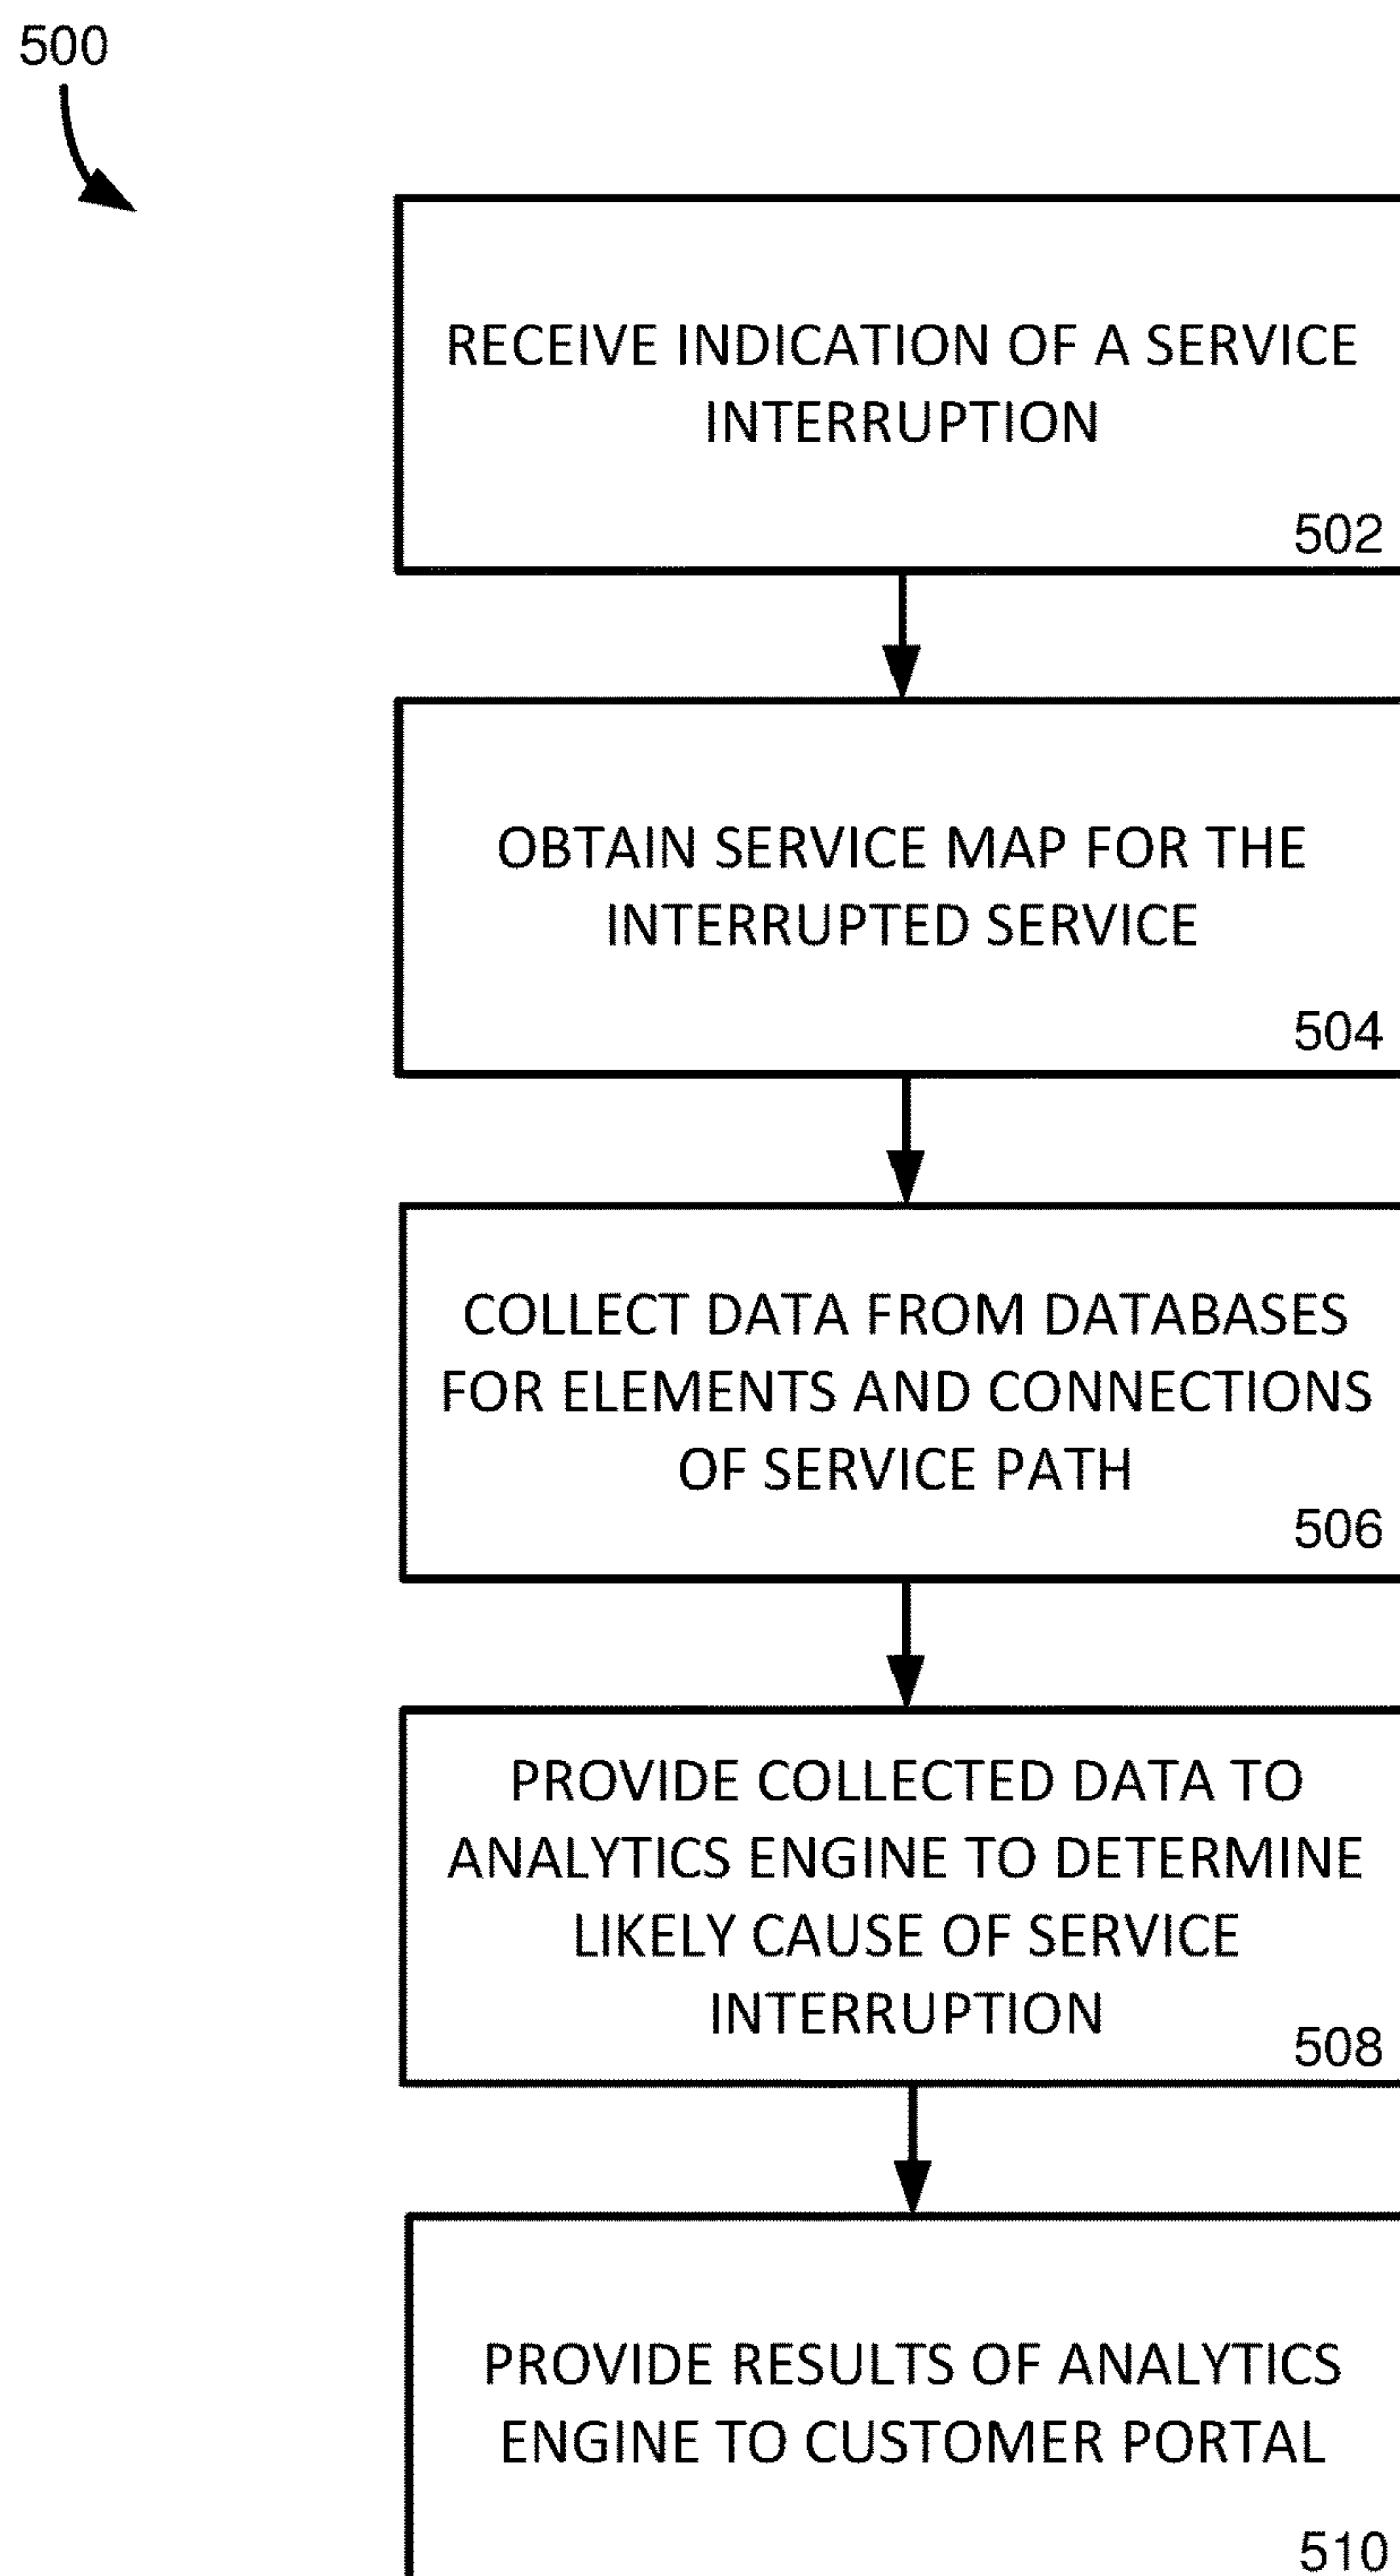 500
RECEIVE INDICATION OF A SERVICE
INTERRUPTION
502
OBTAIN SERVICE MAP FOR THE
INTERRUPTED SERVICE
504
COLLECT DATA FROM DATABASES
FOR ELEMENTS AND CONNECTIONS
OF SERVICE PATH
506
PROVIDE COLLECTED DATA TO
ANALYTICS ENGINE TO DETERMINE
LIKELY CAUSE OF SERVICE
INTERRUPTION
508
PROVIDE RESULTS OF ANALYTICS
ENGINE TO CUSTOMER PORTAL
510